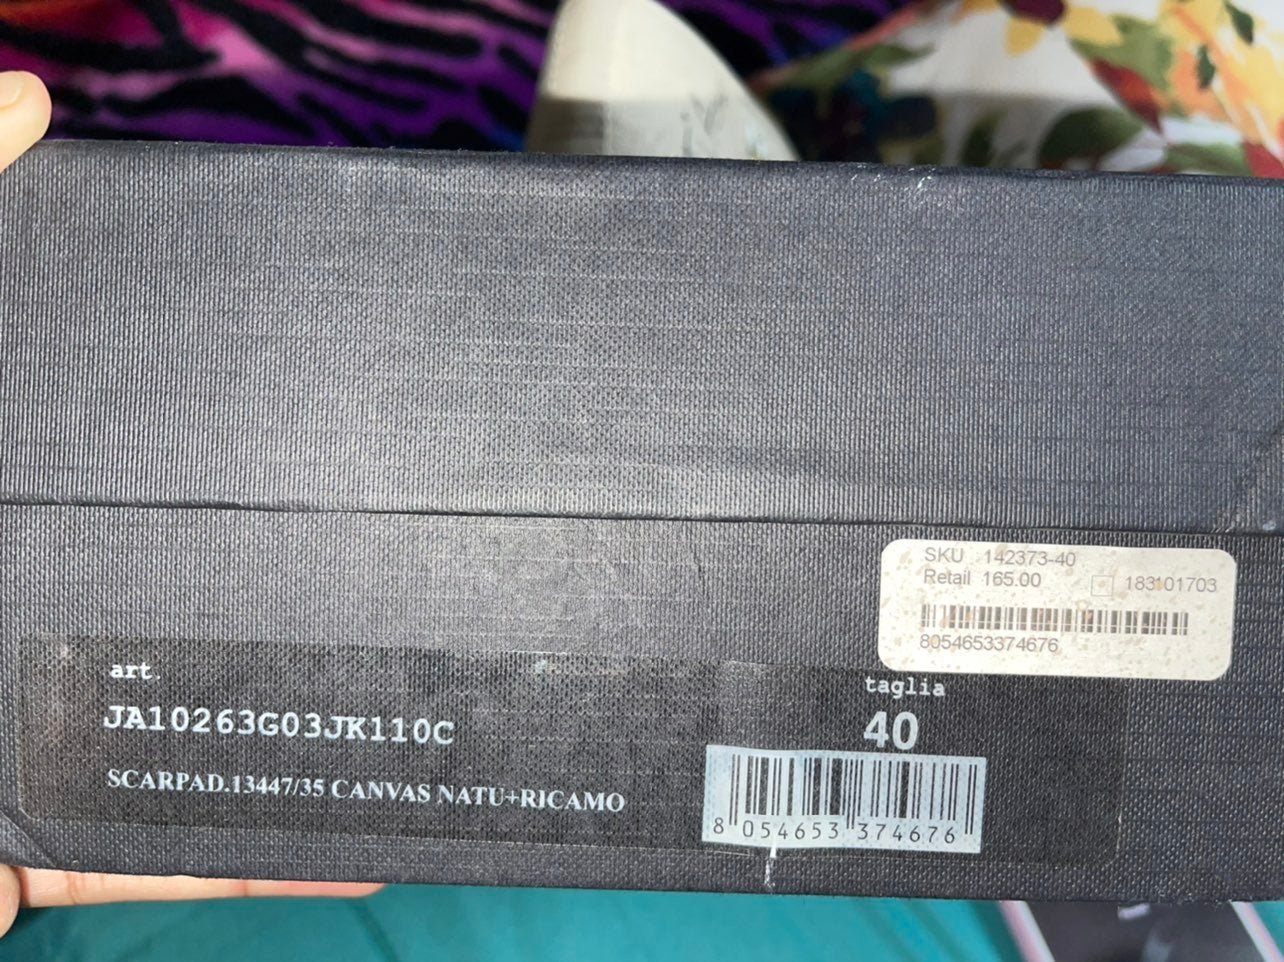 SKU 142373-40
Retail 165.00 183101703
8054653374676
art.
taglia
JA10263G03JK110C
40
SCARPAD.13447/35 CANVAS NATU+RICAMO
8 054653 374676